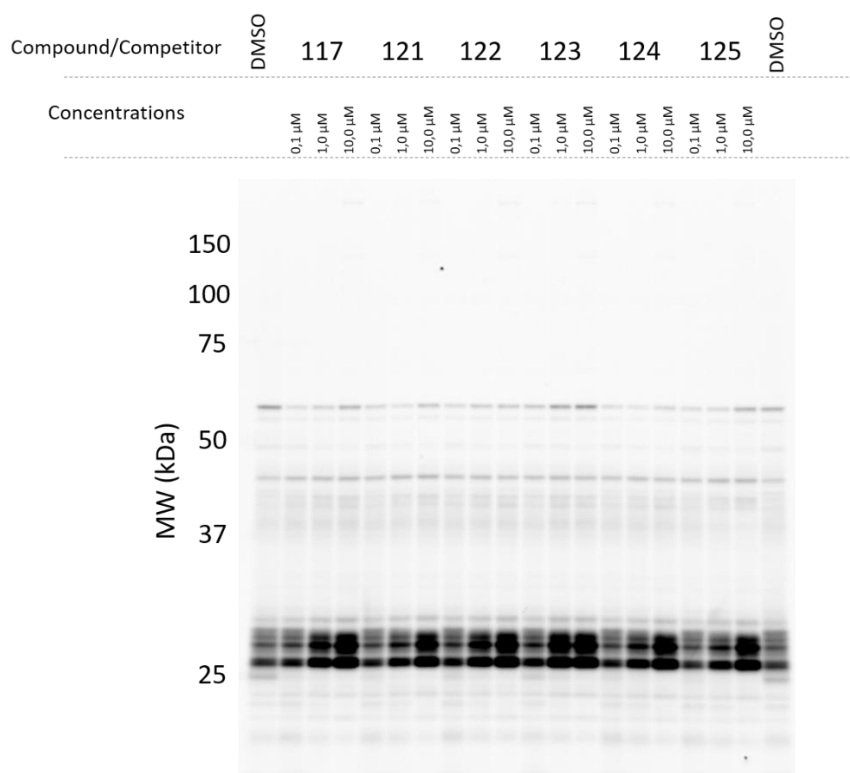 Compound/Competitor DMSO 117 121 122 123 124 125 DMSO
Concentrations 0,1 µM 1,0 µM 10,0 µM 0,1 µM 1,0 µM 10,0 µM 0,1 µM 1,0 µM 10,0 µM 0,1 µM 1,0 µM 10,0 µM 0,1 µM 1,0 µM 10,0 µM 0,1 µM 1,0 µM 10,0 µM
MW (kDa)
150
100
75
50
37
25